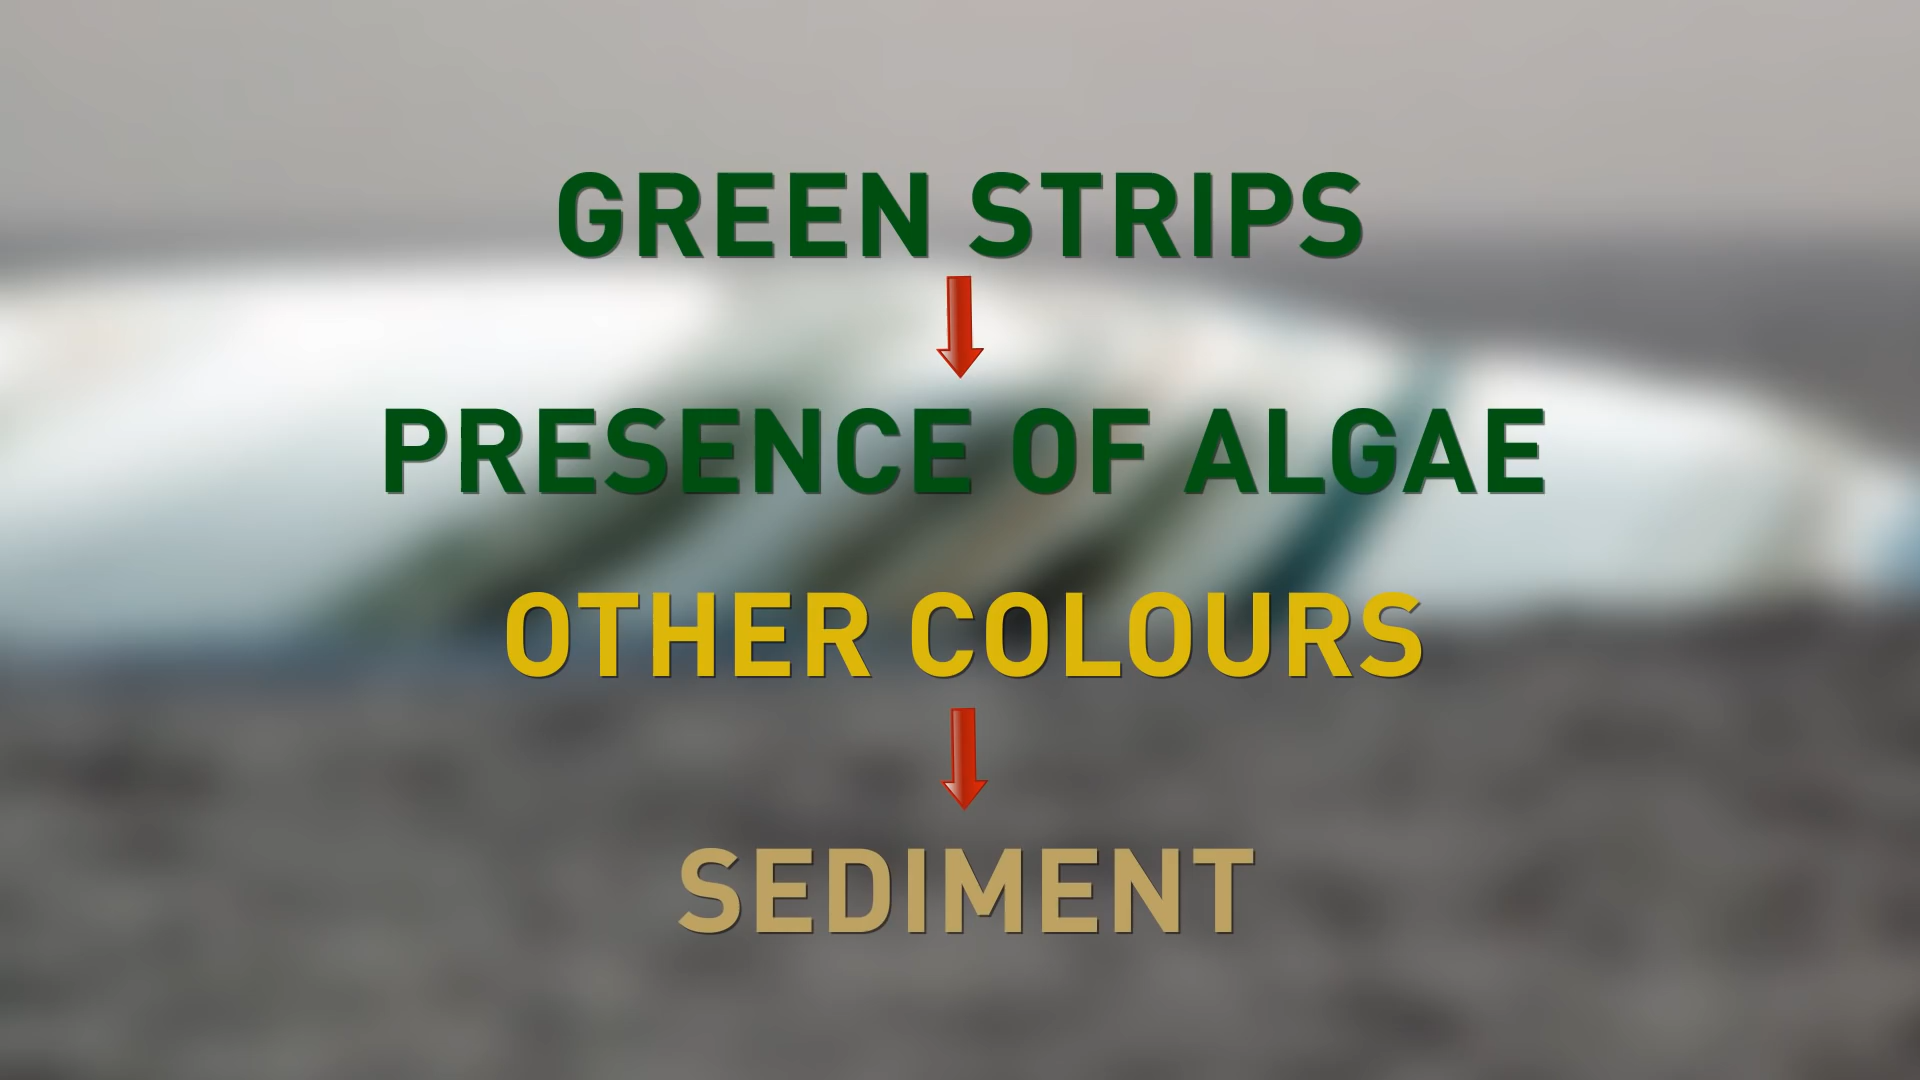 GREEN STRIPS
PRESENCE OF ALGAE
OTHER COLOURS
SEDIMENT